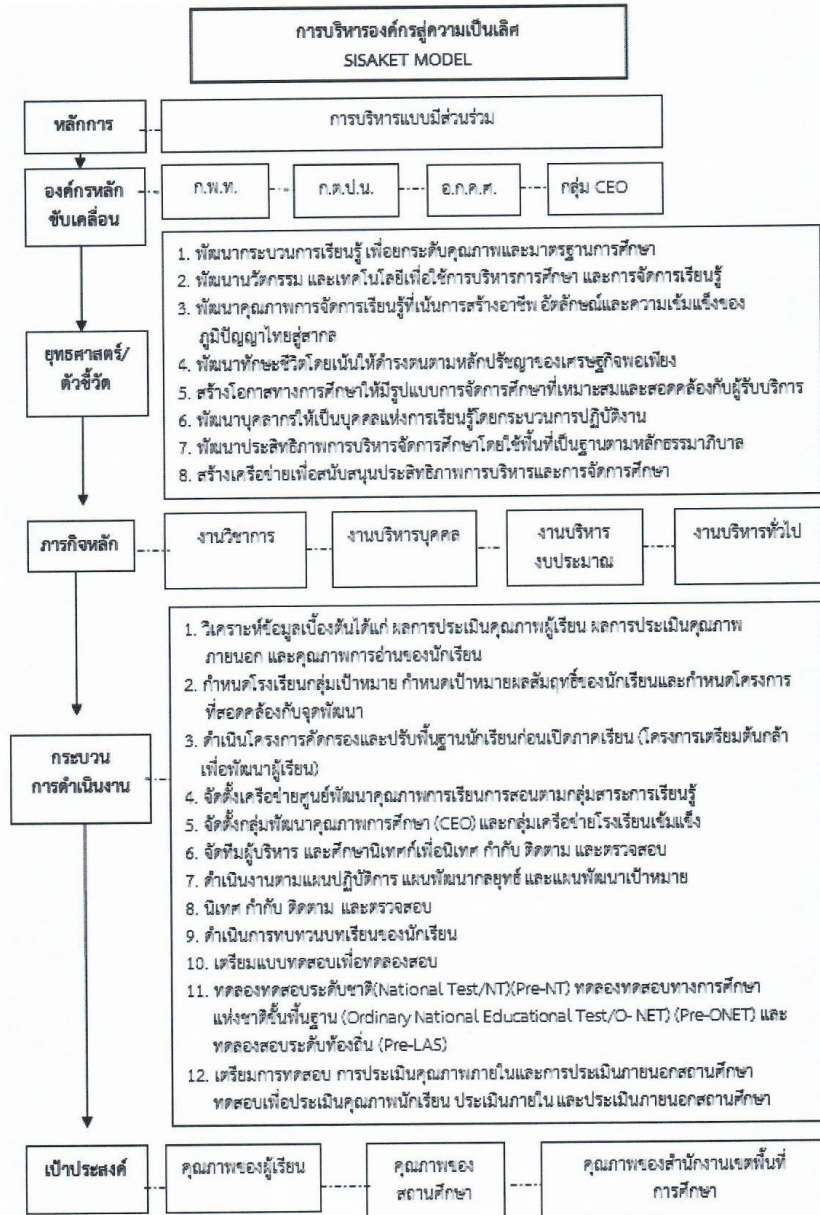 การบริหารองค์กรสู่ความเป็นเลิศ
SISAKET MODEL
หลักการ
การบริหารแบบมีส่วนร่วม
องค์กรหลัก
ขับเคลื่อน
ก.พ.ท.
ก.ต.ป.น.
อ.ก.ค.ศ.
กลุ่ม CEO
ยุทธศาสตร์/
ตัวชี้วัด
1. พัฒนากระบวนการเรียนรู้ เพื่อยกระดับคุณภาพและมาตรฐานการศึกษา
2. พัฒนานวัตกรรม และเทคโนโลยีเพื่อใช้การบริหารการศึกษา และการจัดการเรียนรู้
3. พัฒนาคุณภาพการจัดการเรียนรู้ที่เน้นการสร้างอาชีพ อัตลักษณ์และความเข้มแข็งของ
ภูมิปัญญาไทยสู่สากล
4. พัฒนาทักษะชีวิตโดยเน้นให้ดำรงตนตามหลักปรัชญาของเศรษฐกิจพอเพียง
5. สร้างโอกาสทางการศึกษาให้มีรูปแบบการจัดการศึกษาที่เหมาะสมและสอดคล้องกับผู้รับบริการ
6. พัฒนาบุคลากรให้เป็นบุคคลแห่งการเรียนรู้โดยกระบวนการปฏิบัติงาน
7. พัฒนาประสิทธิภาพการบริหารจัดการศึกษาโดยใช้พื้นที่เป็นฐานตามหลักธรรมาภิบาล
8. สร้างเครือข่ายเพื่อสนับสนุนประสิทธิภาพการบริหารและการจัดการศึกษา
ภารกิจหลัก
งานวิชาการ
งานบริหารบุคคล
งานบริหาร
งบประมาณ
งานบริหารทั่วไป
กระบวน
การดำเนินงาน
1. วิเคราะห์ข้อมูลเบื้องต้นได้แก่ ผลการประเมินคุณภาพผู้เรียน ผลการประเมินคุณภาพ
ภายนอก และคุณภาพการอ่านของนักเรียน
2. กำหนดโรงเรียนกลุ่มเป้าหมาย กำหนดเป้าหมายผลสัมฤทธิ์ของนักเรียนและกำหนดโครงการ
ที่สอดคล้องกับจุดพัฒนา
3. ดำเนินโครงการคัดกรองและปรับพื้นฐานนักเรียนก่อนเปิดภาคเรียน (โครงการเตรียมต้นกล้า
เพื่อพัฒนาผู้เรียน)
4. จัดตั้งเครือข่ายศูนย์พัฒนาคุณภาพการเรียนการสอนตามกลุ่มสาระการเรียนรู้
5. จัดตั้งกลุ่มพัฒนาคุณภาพการศึกษา (CEO) และกลุ่มเครือข่ายโรงเรียนเข้มแข็ง
6. จัดทีมผู้บริหาร และศึกษานิเทศก์เพื่อนิเทศ กำกับ ติดตาม และตรวจสอบ
7. ดำเนินงานตามแผนปฏิบัติการ แผนพัฒนากลยุทธ์ และแผนพัฒนาเป้าหมาย
8. นิเทศ กำกับ ติดตาม และตรวจสอบ
9. ดำเนินการทบทวนบทเรียนของนักเรียน
10. เตรียมแบบทดสอบเพื่อทดลองสอบ
11. ทดลองทดสอบระดับชาติ(National Test/NT)(Pre-NT) ทดลองทดสอบทางการศึกษา
แห่งชาติขั้นพื้นฐาน (Ordinary National Educational Test/O- NET) (Pre-ONET) และ
ทดลองสอบระดับท้องถิ่น (Pre-LAS)
12. เตรียมการทดสอบ การประเมินคุณภาพภายในและการประเมินภายนอกสถานศึกษา
ทดสอบเพื่อประเมินคุณภาพนักเรียน ประเมินภายใน และประเมินภายนอกสถานศึกษา
เป้าประสงค์
คุณภาพของผู้เรียน
คุณภาพของ
สถานศึกษา
คุณภาพของสำนักงานเขตพื้นที่
การศึกษา